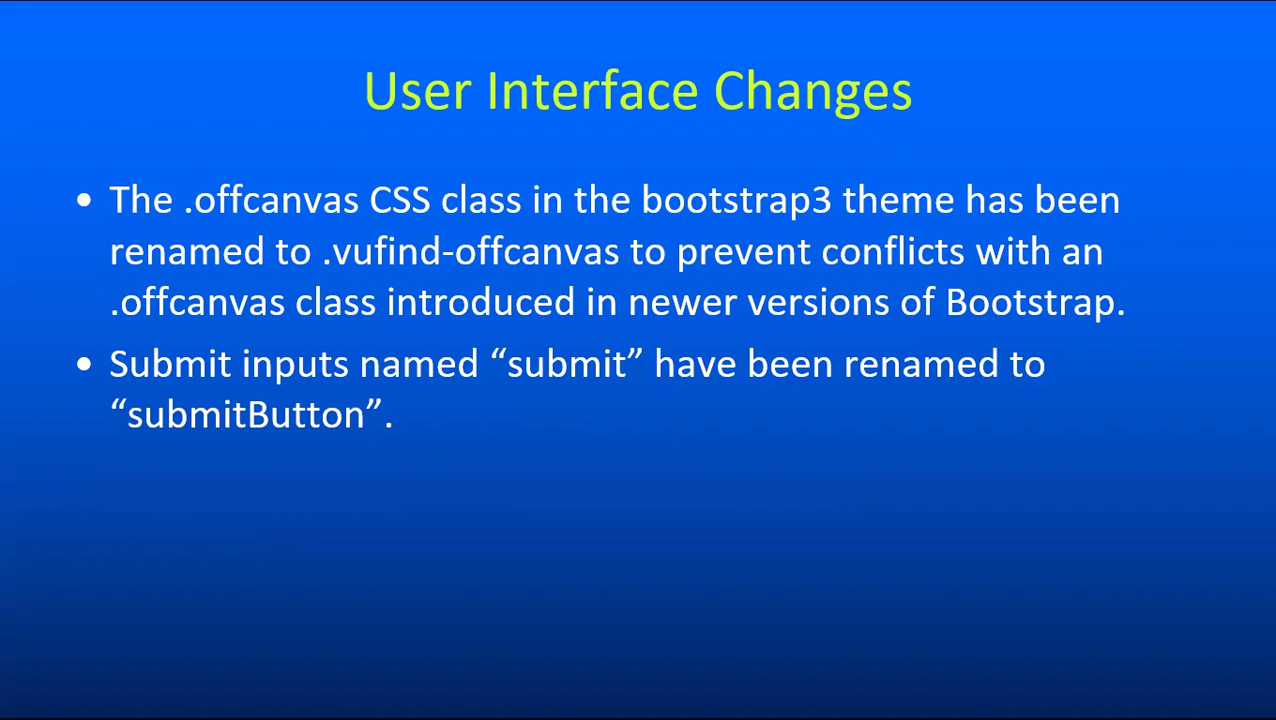 User Interface Changes
• The .offcanvas CSS class in the bootstrap3 theme has been
renamed to .vufind-offcanvas to prevent conflicts with an
.offcanvas class introduced in newer versions of Bootstrap.
• Submit inputs named “submit” have been renamed to
“submitButton”.